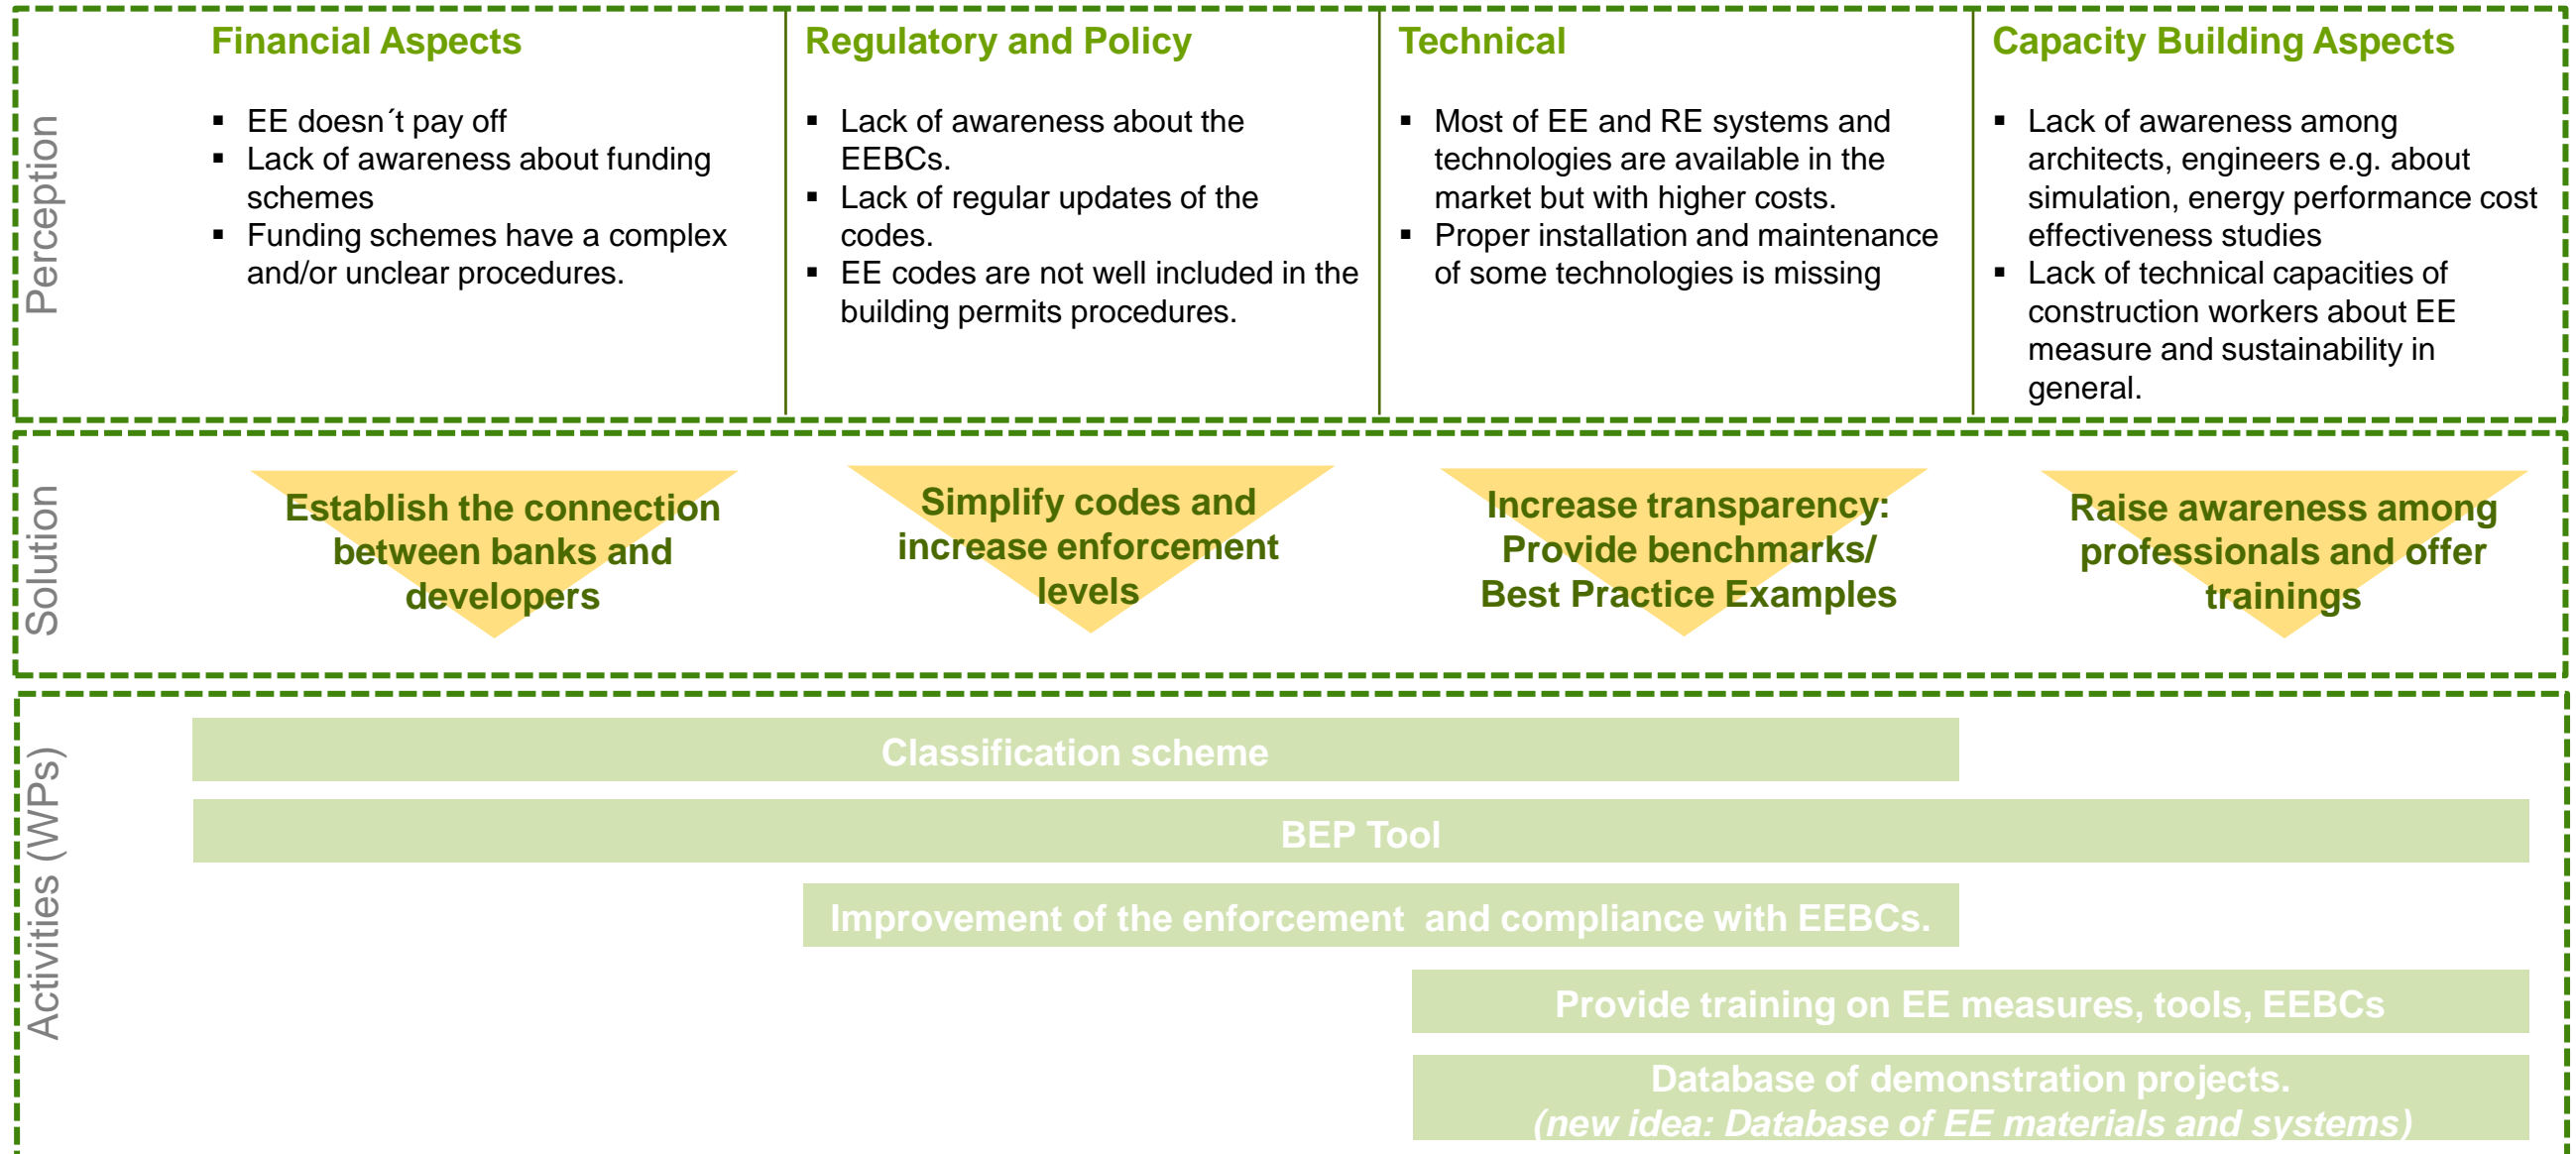 Perception
Financial Aspects
▪ EE doesn´t pay off
▪ Lack of awareness about funding
schemes
▪ Funding schemes have a complex
and/or unclear procedures.
Regulatory and Policy
▪ Lack of awareness about the
EEBCs.
▪ Lack of regular updates of the
codes.
▪ EE codes are not well included in the
building permits procedures.
Technical
▪ Most of EE and RE systems and
technologies are available in the
market but with higher costs.
▪ Proper installation and maintenance
of some technologies is missing
Capacity Building Aspects
▪ Lack of awareness among
architects, engineers e.g. about
simulation, energy performance cost
effectiveness studies
▪ Lack of technical capacities of
construction workers about EE
measure and sustainability in
general.
Solution
Establish the connection
between banks and
developers
Simplify codes and
increase enforcement
levels
Increase transparency:
Provide benchmarks/
Best Practice Examples
Raise awareness among
professionals and offer
trainings
Activities (WPs)
Classification scheme
BEP Tool
Improvement of the enforcement  and compliance with EEBCs.
Provide training on EE measures, tools, EEBCs
Database of demonstration projects.
(new idea: Database of EE materials and systems)